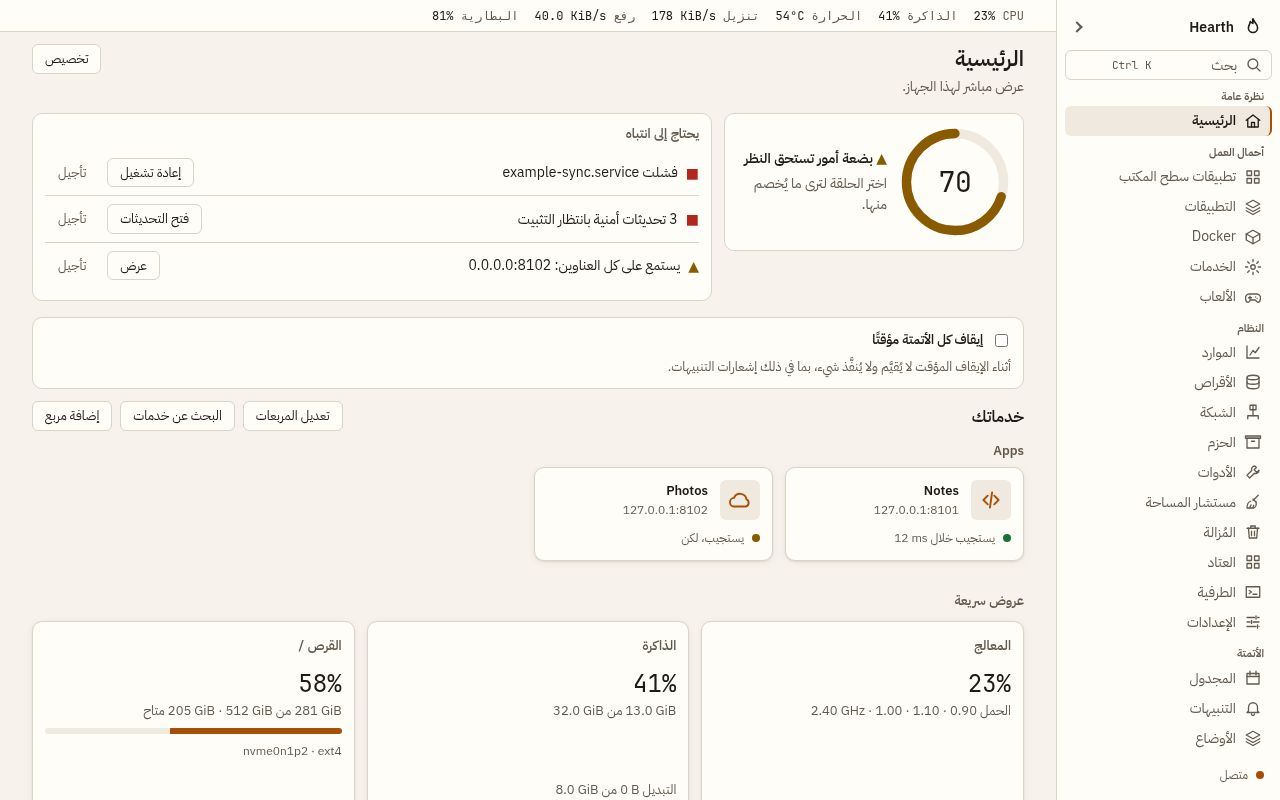 CPU 23% الذاكرة 41% الحرارة 54°C تنزيل 178 KiB/s رفع 40.0 KiB/s البطارية 81%
Hearth
بحث Ctrl K
نظرة عامة
الرئيسية
أحمال العمل
تطبيقات سطح المكتب
التطبيقات
Docker
الخدمات
الألعاب
النظام
الموارد
الأقراص
الشبكة
الحزم
الأدوات
مستشار المساحة
المُزالة
العتاد
الطرفية
الإعدادات
الأتمتة
المجدول
التنبيهات
الأوضاع
متصل
الرئيسية
تخصيص
عرض مباشر لهذا الجهاز.
70
بضعة أمور تستحق النظر
اختر الحلقة لترى ما يُخصم
منها.
يحتاج إلى انتباه
فشلت example-sync.service إعادة تشغيل تأجيل
3 تحديثات أمنية بانتظار التثبيت فتح التحديثات تأجيل
يستمع على كل العناوين: 0.0.0.0:8102 عرض تأجيل
إيقاف كل الأتمتة مؤقتًا
أثناء الإيقاف المؤقت لا يُقيَّم ولا يُنفَّذ شيء، بما في ذلك إشعارات التنبيهات.
خدماتك
تعديل المربعات البحث عن خدمات إضافة مربع
Apps
Notes
127.0.0.1:8101
يستجيب خلال 12 ms
Photos
127.0.0.1:8102
يستجيب، لكن
عروض سريعة
المعالج
23%
الحمل 0.90 · 1.10 · 1.00 · 2.40 GHz
الذاكرة
41%
13.0 GiB من 32.0 GiB
التبديل 0 B من 8.0 GiB
القرص /
58%
281 GiB من 512 GiB · 205 GiB متاح
nvme0n1p2 · ext4